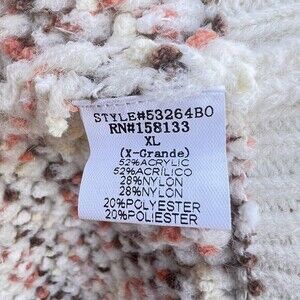 STYLE#53264BO
RN#158133
XL
(X-Grande)
52%ACRYLIC
52%ACRILICO
28%NYLON
28%NYLON
20%POLYESTER
20%POLIESTER